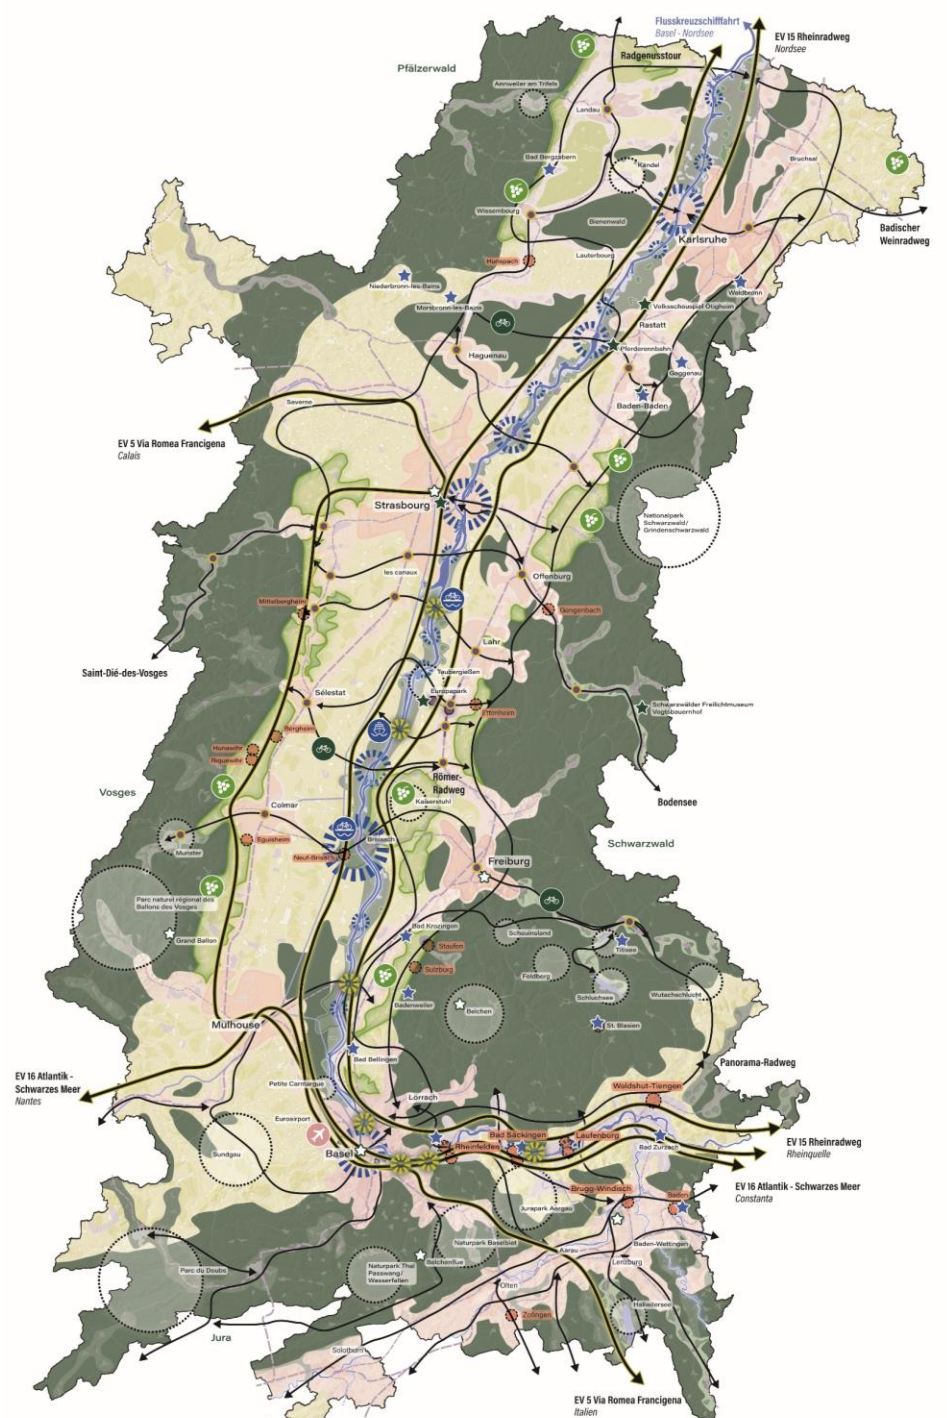 Flusskreuzschifffahrt
Basel - Nordsee
EV 15 Rheinradweg
Nordsee
Radgenusstour
Pfälzerwald
Annweiler am Trifels
Landau
Bruchsal
Bad Bergzabern
Kandel
Wissembourg
Bienenwald
Karlsruhe
Badischer
Weinradweg
Lauterbourg
Hunspach
Niederbronn-les-Bains
Waldbronn
Morsbronn-les-Bains
Volksschauspiel Ötigheim
Rastatt
Pferderennbahn
Haguenau
Gaggenau
Saverne
Baden-Baden
EV 5 Via Romea Francigena
Calais
Strasbourg
Nationalpark
Schwarzwald/
Grindenschwarzwald
les canaux
Offenburg
Mittelbergheim
Gengenbach
Lahr
Saint-Dié-des-Vosges
Taubergießen
Sélestat
Europapark
Ettenheim
Schwarzwälder Freilichtmuseum
Vogtsbauernhof
Bergheim
Hunawihr
Riquewihr
Römer-
Radweg
Vosges
Kaiserstuhl
Bodensee
Colmar
Eguisheim
Breisach
Schwarzwald
Munster
Neuf-Brisach
Freiburg
Parc naturel régional des
Ballons des Vosges
Bad Krozingen
Schauinsland
Grand Ballon
Staufen
Titisee
Sulzburg
Feldberg
Badenweiler
Schluchsee
Wutachschlucht
Belchen
Mulhouse
St. Blasien
Bad Bellingen
Panorama-Radweg
EV 16 Atlantik -
Schwarzes Meer
Nantes
Petite Camargue
Waldshut-Tiengen
Lörrach
Euroairport
Bad Säckingen
Laufenburg
EV 15 Rheinradweg
Rheinquelle
Basel
Rheinfelden
Bad Zurzach
Sundgau
EV 16 Atlantik - Schwarzes Meer
Constanta
Brugg-Windisch
Baden
Jurapark Aargau
Naturpark Baselbiet
Baden-Wettingen
Aarau
Parc du Doubs
Naturpark Thal
Passwang/
Wasserfallen
Belchenflue
Lenzburg
Olten
Hallwilersee
Zofingen
Jura
Solothurn
EV 5 Via Romea Francigena
Italien